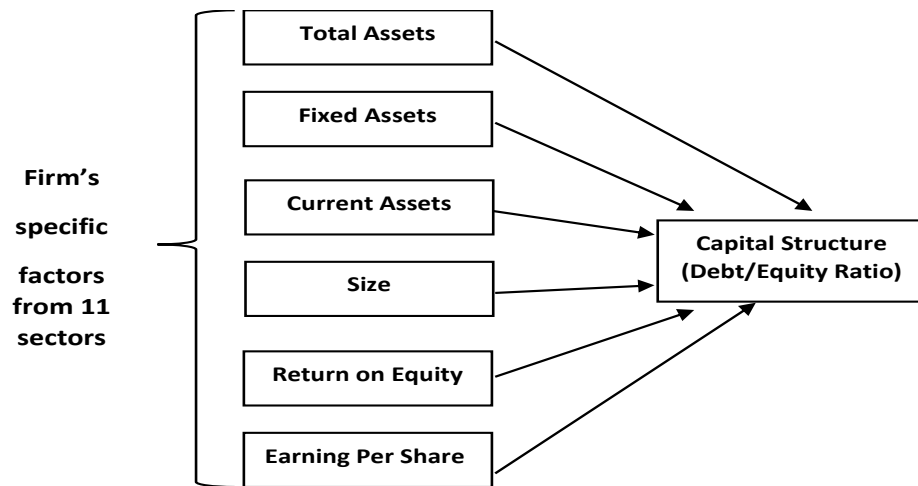 Total Assets
Fixed Assets
Firm’s
specific
factors
from 11
sectors
Current Assets
Capital Structure
(Debt/Equity Ratio)
Size
Return on Equity
Earning Per Share